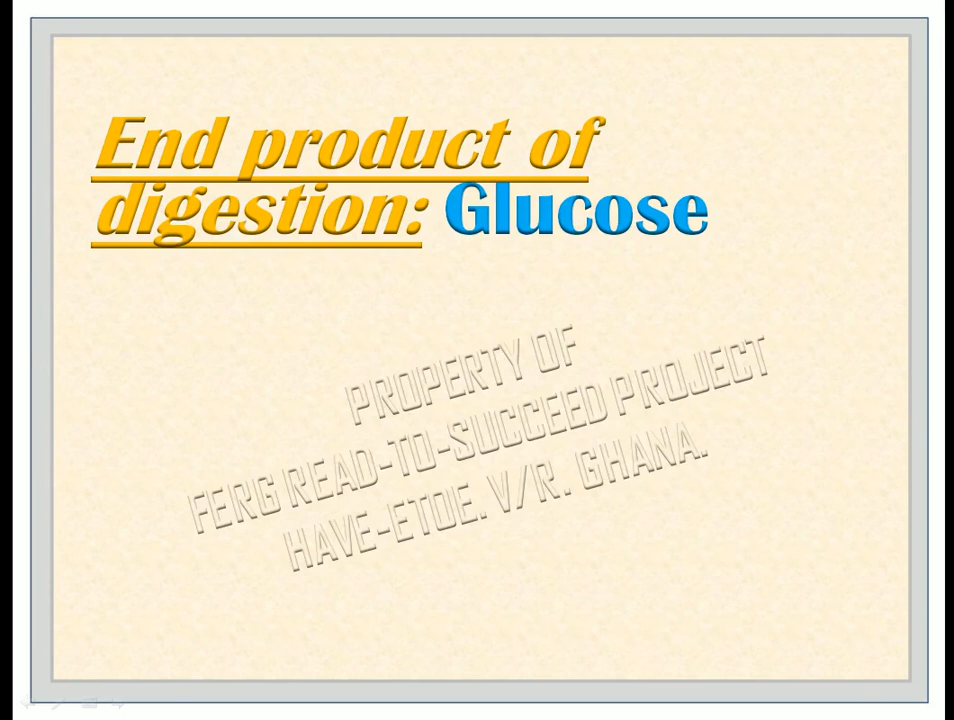 End product of
digestion: Glucose
PROPERTY OF
FERG READ-TO-SUCCEED PROJECT
HAVE-ETOE. V/R. GHANA.